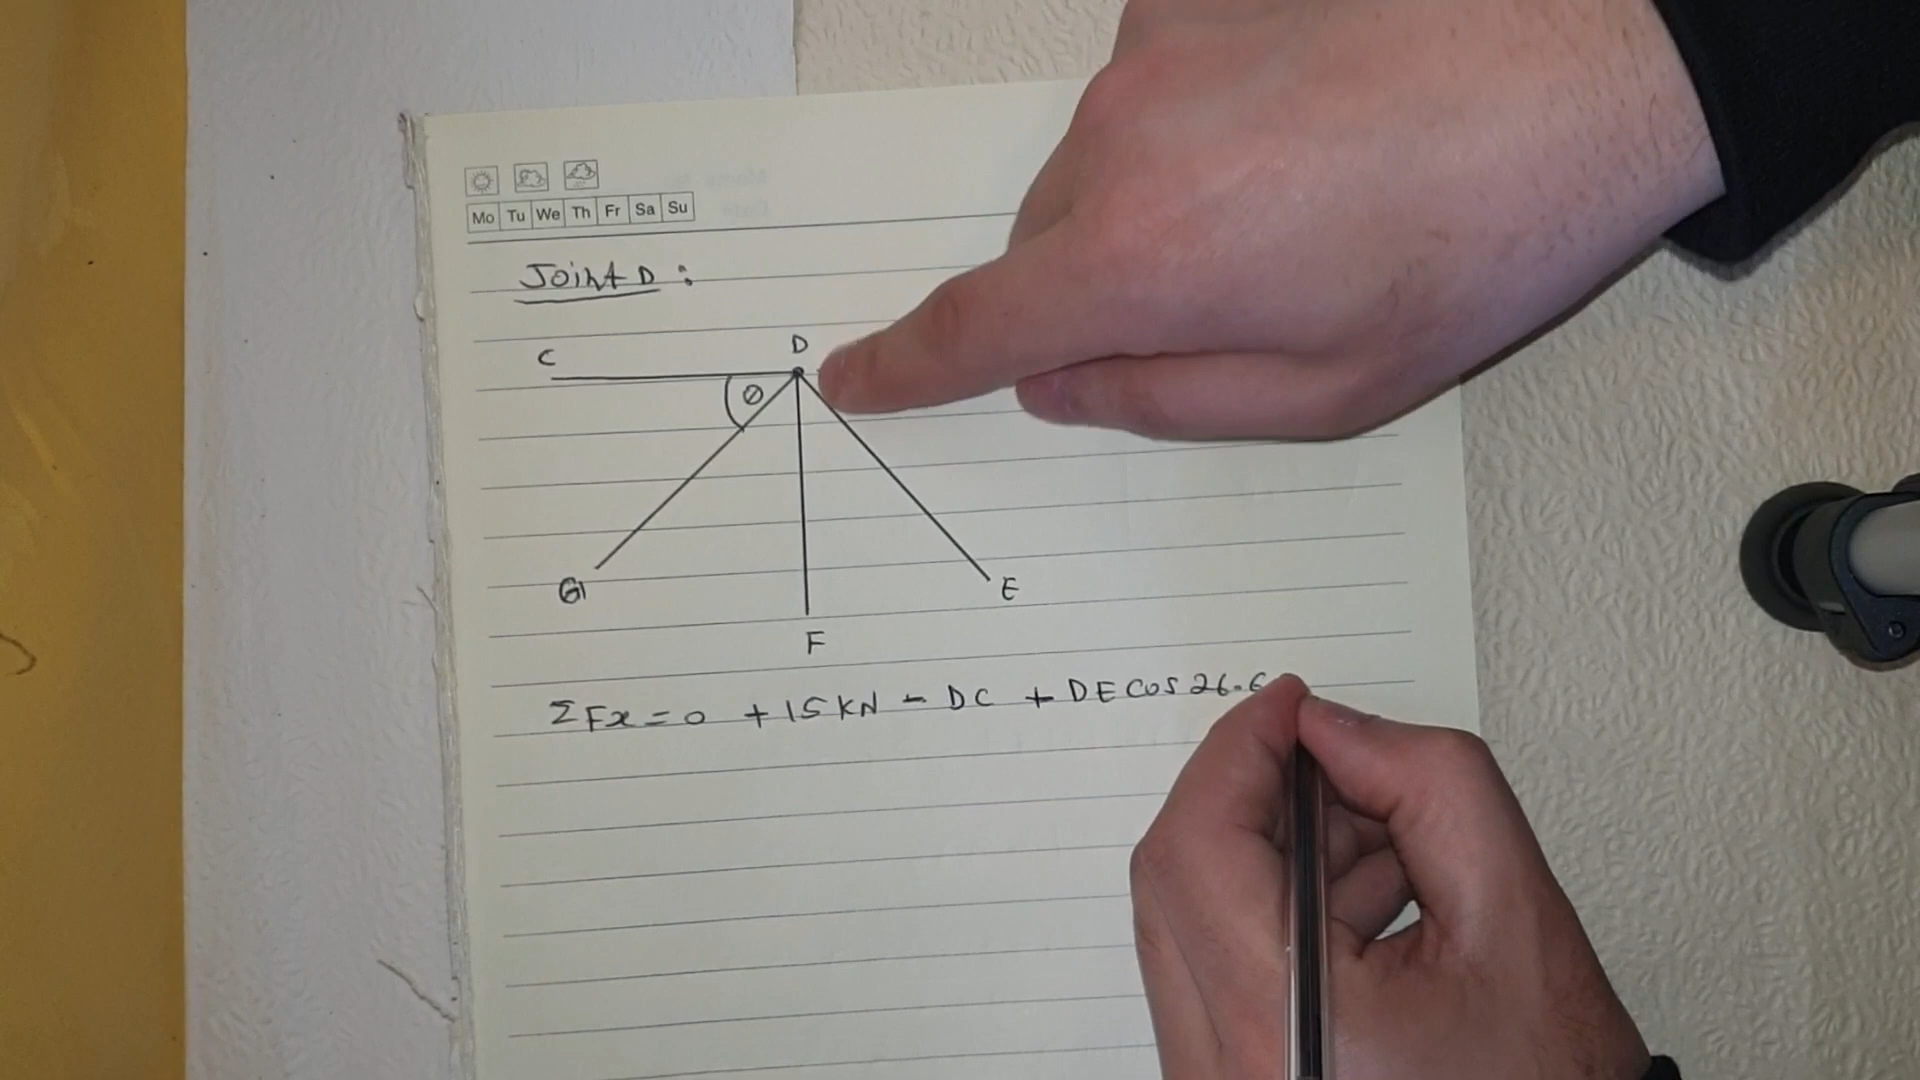 Mo Tu We Th Fr Sa Su
Joint D :
C D
Ø
G E
F
ΣFx = 0 + 15 KN - DC + DE COS 26.6